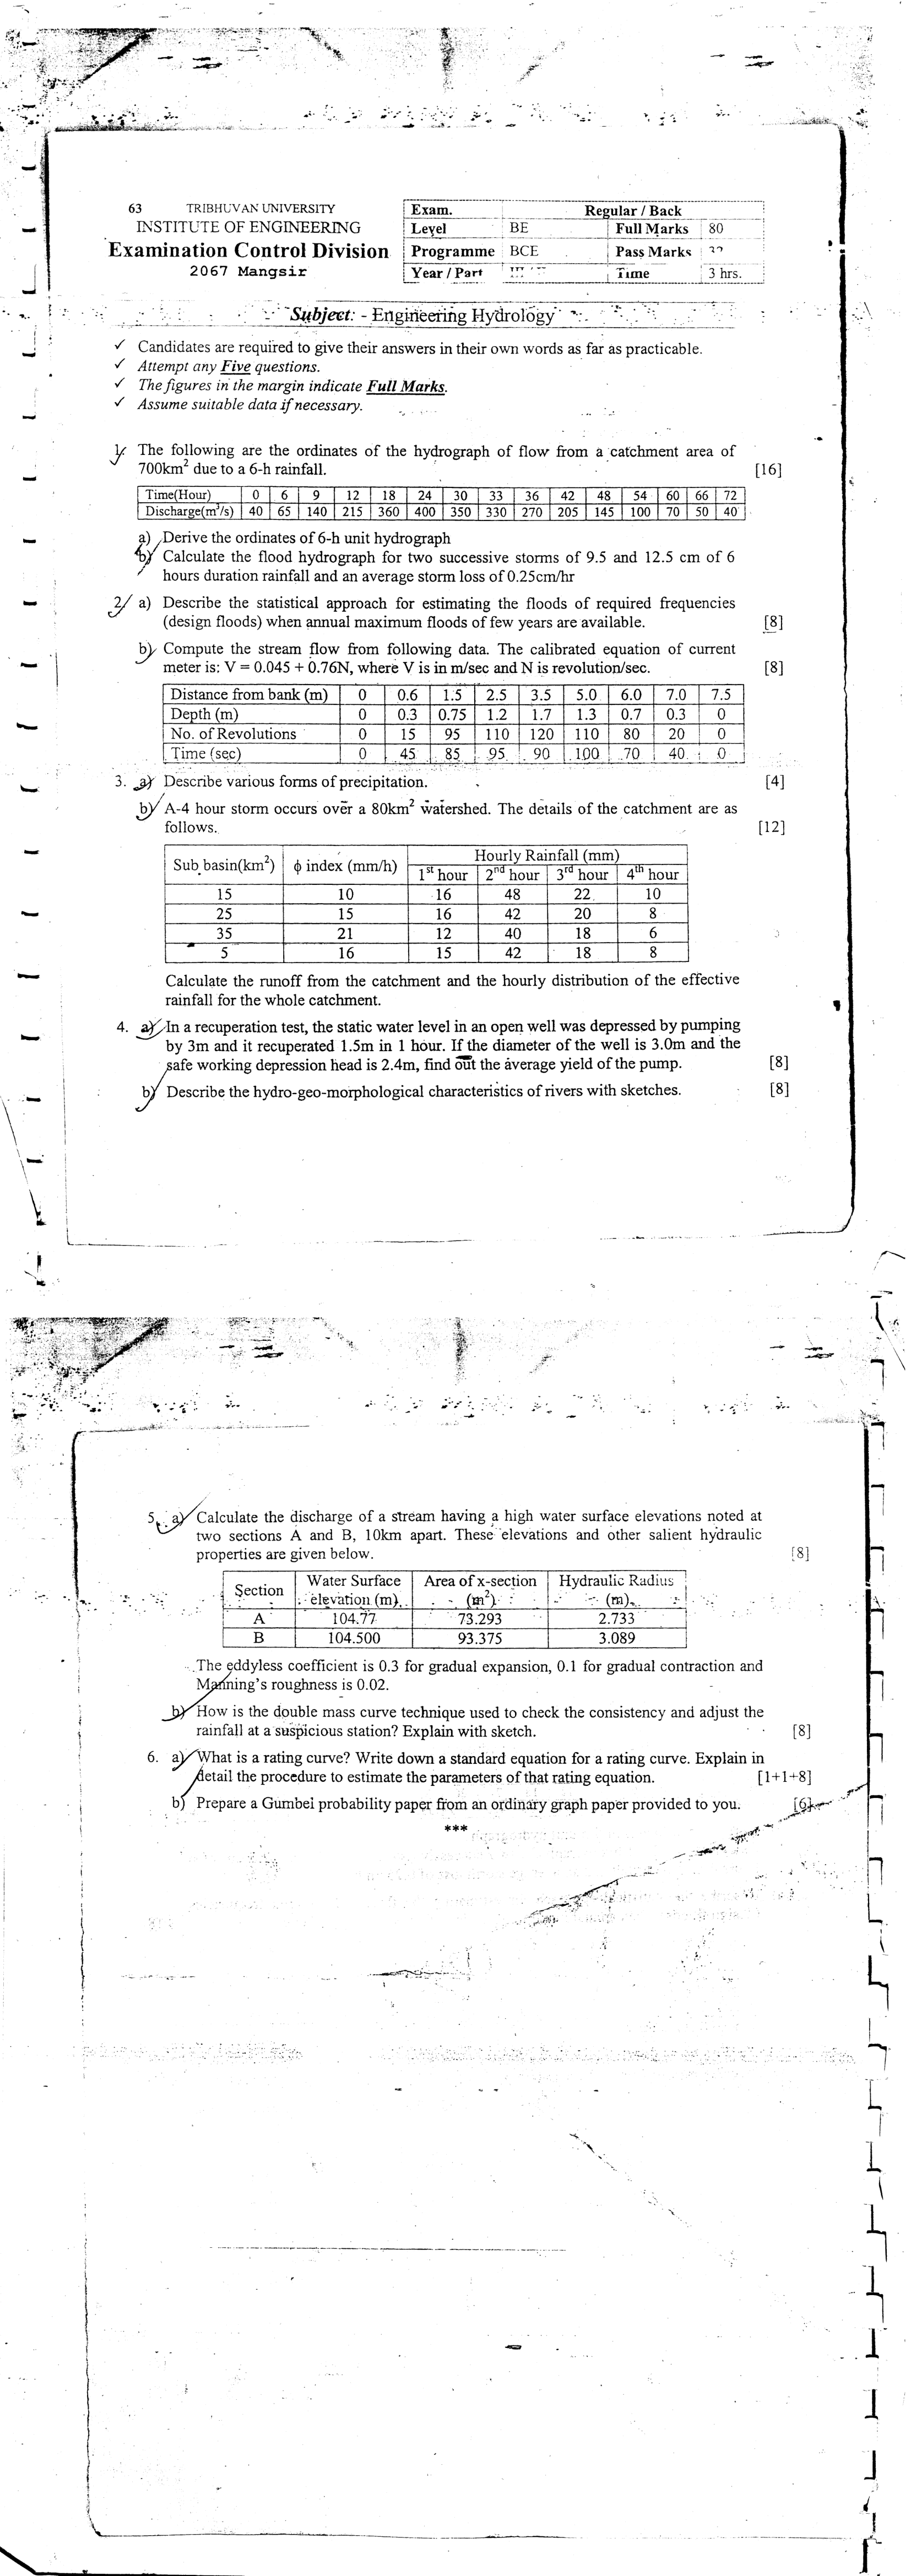 63 TRIBHUVAN UNIVERSITY
INSTITUTE OF ENGINEERING
Examination Control Division
2067 Mangsir
Exam. Regular / Back
Level BE Full Marks 80
Programme BCE Pass Marks
Year / Part Time 3 hrs.
Subject: - Engineering Hydrology
✓ Candidates are required to give their answers in their own words as far as practicable.
✓ Attempt any Five questions.
✓ The figures in the margin indicate Full Marks.
✓ Assume suitable data if necessary.
1. The following are the ordinates of the hydrograph of flow from a catchment area of
700km² due to a 6-h rainfall. [16]
Time(Hour) 0 6 9 12 18 24 30 33 36 42 48 54 60 66 72
Discharge(m³/s) 40 65 140 215 360 400 350 330 270 205 145 100 70 50 40
a) Derive the ordinates of 6-h unit hydrograph
b) Calculate the flood hydrograph for two successive storms of 9.5 and 12.5 cm of 6
hours duration rainfall and an average storm loss of 0.25cm/hr
2. a) Describe the statistical approach for estimating the floods of required frequencies
(design floods) when annual maximum floods of few years are available. [8]
b) Compute the stream flow from following data. The calibrated equation of current
meter is: V = 0.045 + 0.76N, where V is in m/sec and N is revolution/sec. [8]
Distance from bank (m) 0 0.6 1.5 2.5 3.5 5.0 6.0 7.0 7.5
Depth (m) 0 0.3 0.75 1.2 1.7 1.3 0.7 0.3 0
No. of Revolutions 0 15 95 110 120 110 80 20 0
Time (sec) 0 45 85 95 90 100 70 40 0
3. a) Describe various forms of precipitation. [4]
b) A-4 hour storm occurs over a 80km² watershed. The details of the catchment are as
follows. [12]
Sub basin(km²) ϕ index (mm/h) Hourly Rainfall (mm)
1st hour 2nd hour 3rd hour 4th hour
15 10 16 48 22 10
25 15 16 42 20 8
35 21 12 40 18 6
5 16 15 42 18 8
Calculate the runoff from the catchment and the hourly distribution of the effective
rainfall for the whole catchment.
4. a) In a recuperation test, the static water level in an open well was depressed by pumping
by 3m and it recuperated 1.5m in 1 hour. If the diameter of the well is 3.0m and the
safe working depression head is 2.4m, find out the average yield of the pump. [8]
b) Describe the hydro-geo-morphological characteristics of rivers with sketches. [8]
5. a) Calculate the discharge of a stream having a high water surface elevations noted at
two sections A and B, 10km apart. These elevations and other salient hydraulic
properties are given below. [8]
Section Water Surface elevation (m) Area of x-section (m²) Hydraulic Radius (m)
A 104.77 73.293 2.733
B 104.500 93.375 3.089
The eddyless coefficient is 0.3 for gradual expansion, 0.1 for gradual contraction and
Manning's roughness is 0.02.
b) How is the double mass curve technique used to check the consistency and adjust the
rainfall at a suspicious station? Explain with sketch. [8]
6. a) What is a rating curve? Write down a standard equation for a rating curve. Explain in
detail the procedure to estimate the parameters of that rating equation. [1+1+8]
b) Prepare a Gumbel probability paper from an ordinary graph paper provided to you. [6]
***